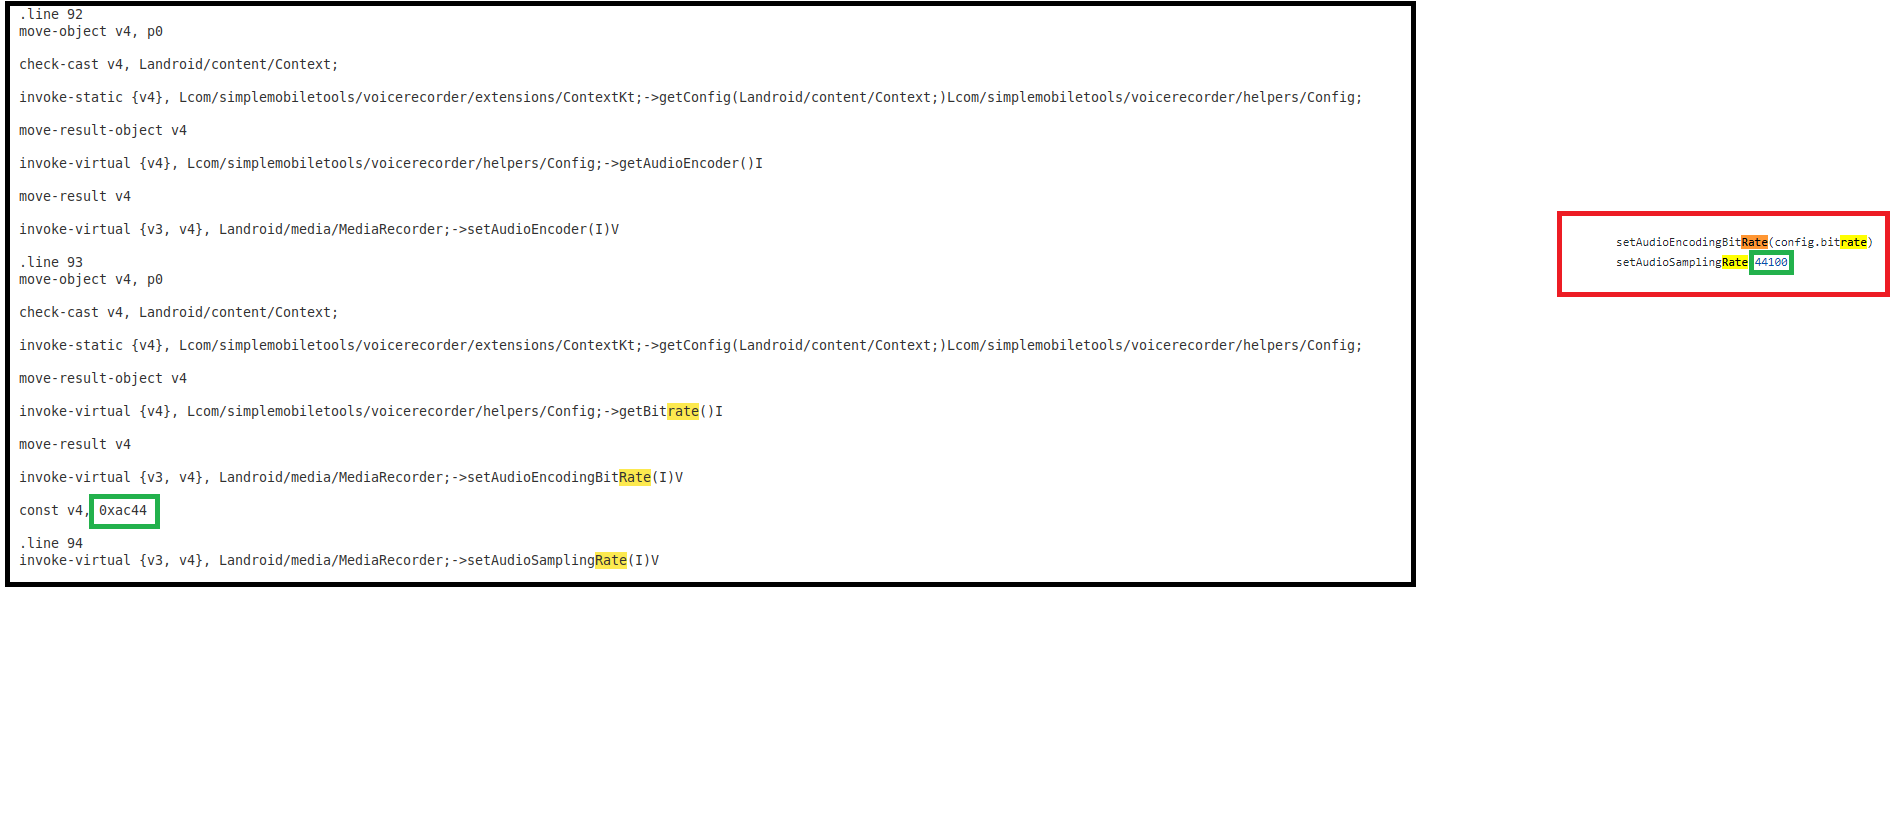 .line 92
move-object v4, p0
check-cast v4, Landroid/content/Context;
invoke-static {v4}, Lcom/simplemobiletools/voicerecorder/extensions/ContextKt;->getConfig(Landroid/content/Context;)Lcom/simplemobiletools/voicerecorder/helpers/Config;
move-result-object v4
invoke-virtual {v4}, Lcom/simplemobiletools/voicerecorder/helpers/Config;->getAudioEncoder()I
move-result v4
invoke-virtual {v3, v4}, Landroid/media/MediaRecorder;->setAudioEncoder(I)V
.line 93
move-object v4, p0
check-cast v4, Landroid/content/Context;
invoke-static {v4}, Lcom/simplemobiletools/voicerecorder/extensions/ContextKt;->getConfig(Landroid/content/Context;)Lcom/simplemobiletools/voicerecorder/helpers/Config;
move-result-object v4
invoke-virtual {v4}, Lcom/simplemobiletools/voicerecorder/helpers/Config;->getBitrate()I
move-result v4
invoke-virtual {v3, v4}, Landroid/media/MediaRecorder;->setAudioEncodingBitRate(I)V
const v4, 0xac44
.line 94
invoke-virtual {v3, v4}, Landroid/media/MediaRecorder;->setAudioSamplingRate(I)V
setAudioEncodingBitRate(config.bitrate)
setAudioSamplingRate 44100